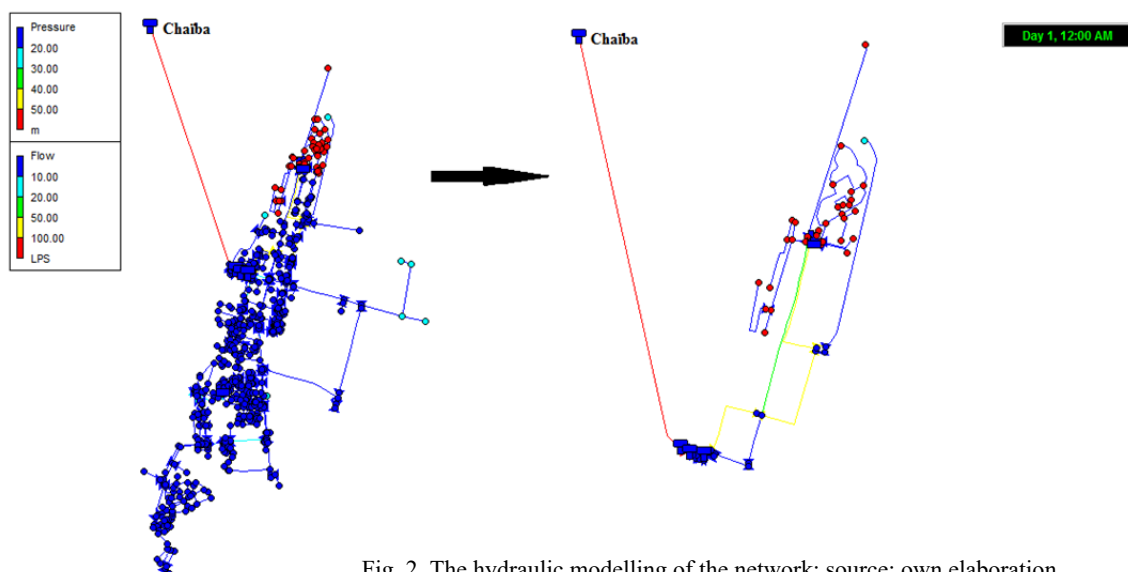 Pressure
20.00
30.00
40.00
50.00
m
Flow
10.00
20.00
50.00
100.00
LPS
Chaïba
Chaïba
Day 1, 12:00 AM
Fig. 2. The hydraulic modelling of the network; source: own elaboration